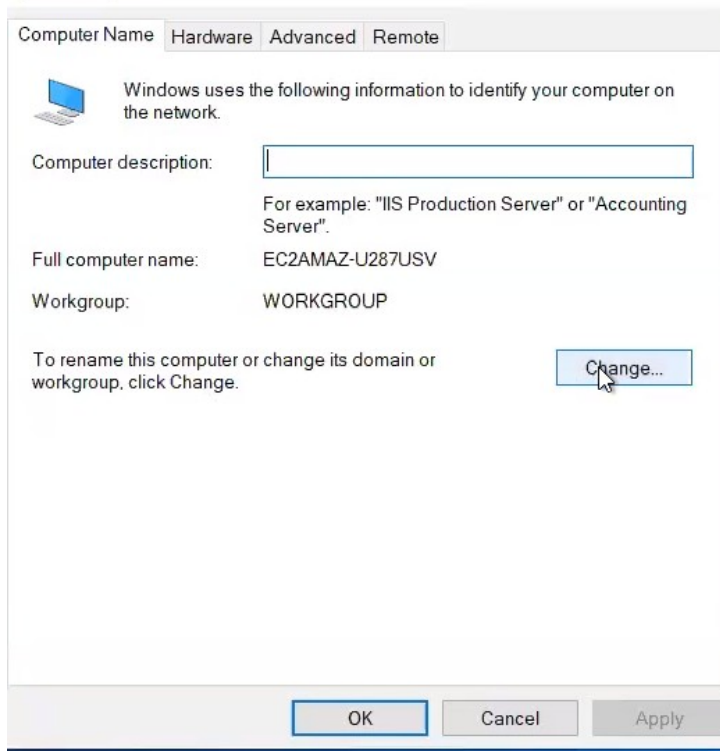 Computer Name Hardware Advanced Remote
Windows uses the following information to identify your computer on
the network.
Computer description:
For example: "IIS Production Server" or "Accounting
Server".
Full computer name: EC2AMAZ-U287USV
Workgroup: WORKGROUP
To rename this computer or change its domain or
workgroup, click Change.
Change...
OK Cancel Apply